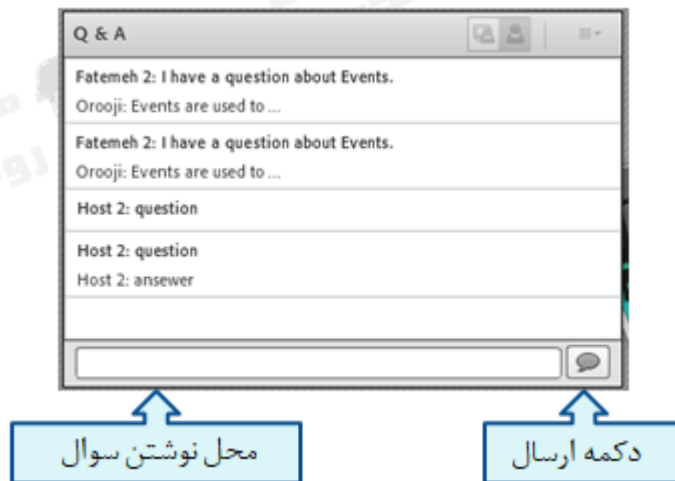 Q & A
Fatemeh 2: I have a question about Events.
Orooji: Events are used to ...
Fatemeh 2: I have a question about Events.
Orooji: Events are used to ...
Host 2: question
Host 2: question
Host 2: ansewer
محل نوشتن سوال
دکمه ارسال